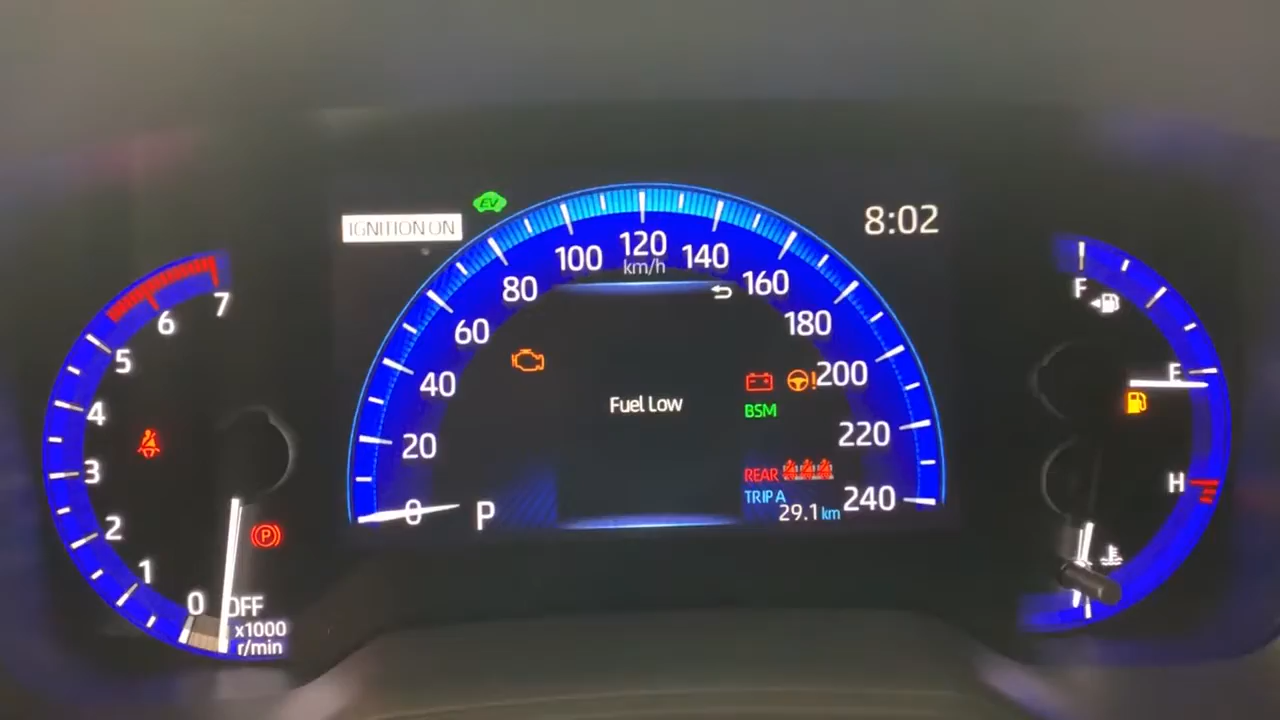 EV
IGNITION ON
8:02
7
6
5
4
3
2
1
0
OFF
x1000
r/min
P
0
20
40
60
80
100
120
km/h
140
160
180
200
220
240
P
Fuel Low
BSM
REAR
TRIP A
29.1 km
F
E
H